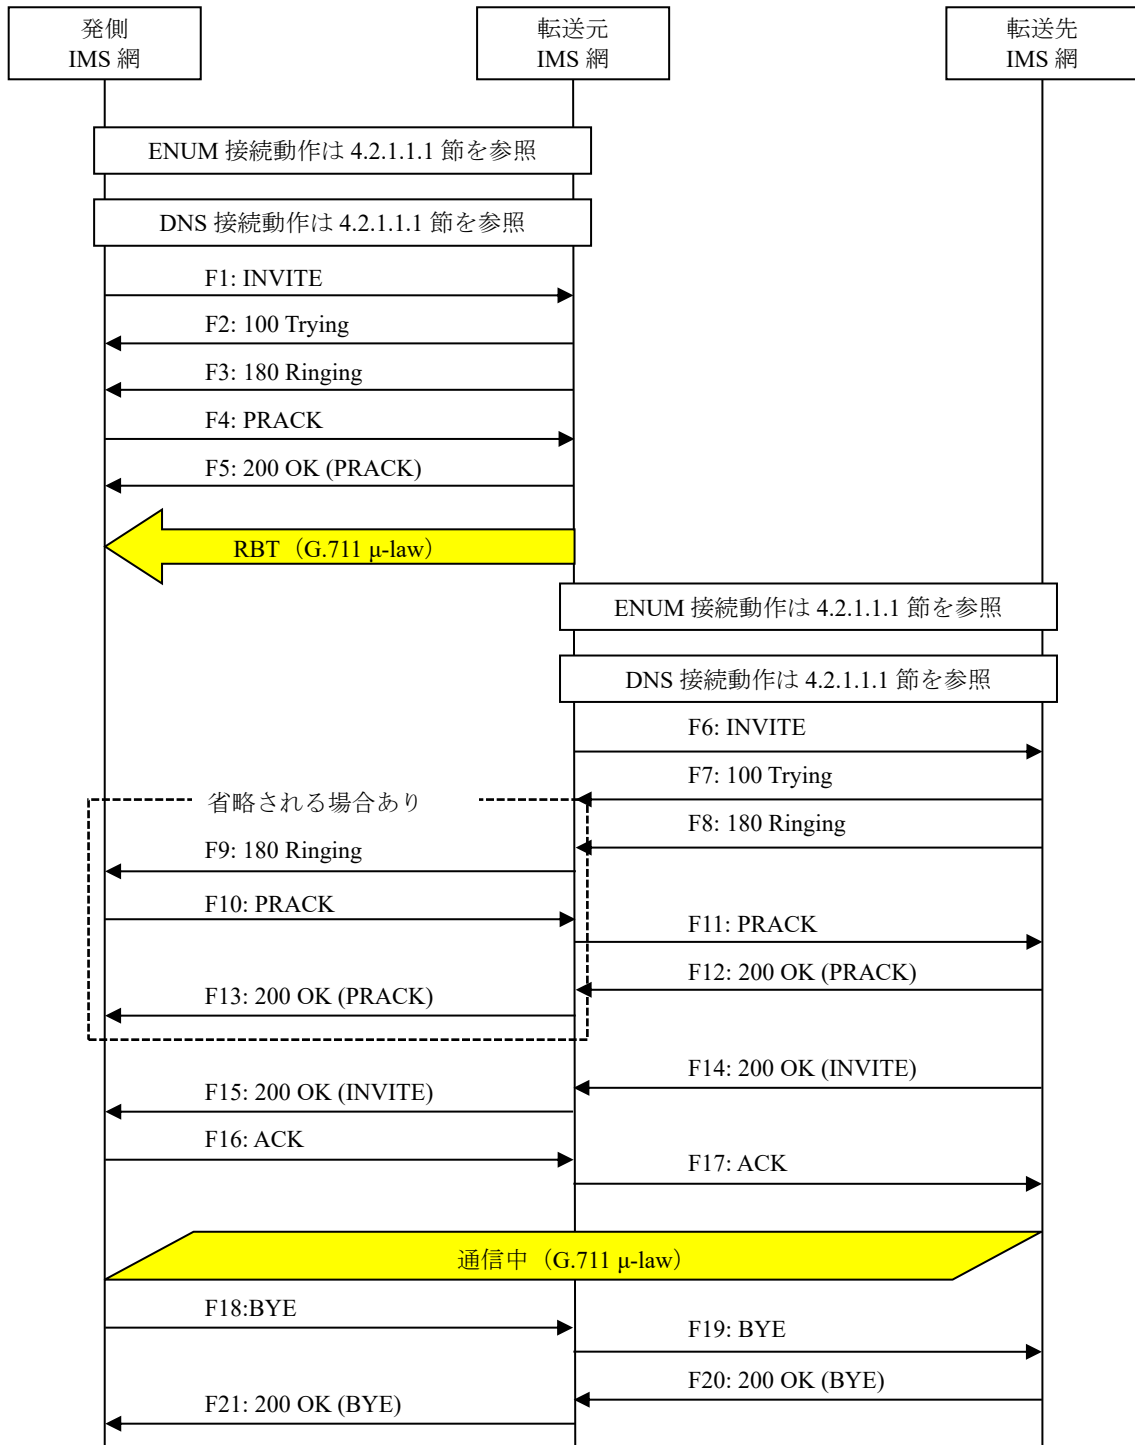 発側
IMS 網
転送元
IMS 網
転送先
IMS 網
ENUM 接続動作は 4.2.1.1.1 節を参照
DNS 接続動作は 4.2.1.1.1 節を参照
F1: INVITE
F2: 100 Trying
F3: 180 Ringing
F4: PRACK
F5: 200 OK (PRACK)
RBT（G.711 μ-law）
ENUM 接続動作は 4.2.1.1.1 節を参照
DNS 接続動作は 4.2.1.1.1 節を参照
F6: INVITE
F7: 100 Trying
省略される場合あり
F8: 180 Ringing
F9: 180 Ringing
F10: PRACK
F11: PRACK
F12: 200 OK (PRACK)
F13: 200 OK (PRACK)
F14: 200 OK (INVITE)
F15: 200 OK (INVITE)
F16: ACK
F17: ACK
通信中（G.711 μ-law）
F18:BYE
F19: BYE
F20: 200 OK (BYE)
F21: 200 OK (BYE)